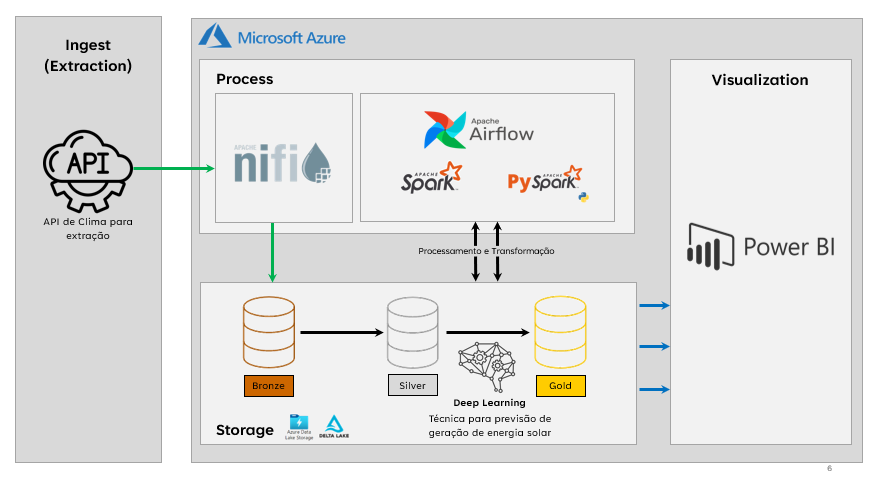 Ingest
(Extraction)
API
API de Clima para
extração
Microsoft Azure
Process
APACHE
nifi
Apache
Airflow
APACHE
Spark
PySpark
Processamento e Transformação
Bronze
Silver
Gold
Deep Learning
Técnica para previsão de
geração de energia solar
Storage
Azure Data
Lake Storage
DELTA LAKE
Visualization
Power BI
6